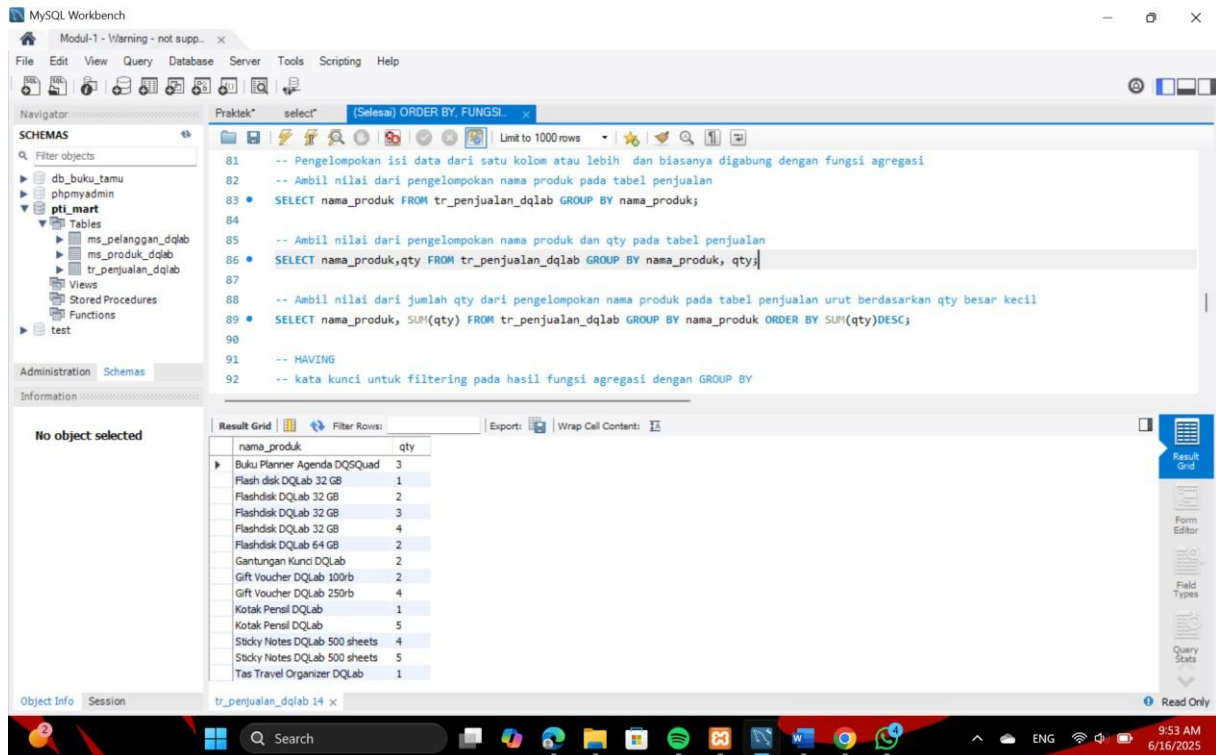 MySQL Workbench
Modul-1 - Warning - not supp..
File Edit View Query Database Server Tools Scripting Help
Navigator
Praktek* select* (Selesai) ORDER BY, FUNGSI..
SCHEMAS
Limit to 1000 rows
Filter objects
db_buku_tamu
phpmyadmin
pti_mart
Tables
ms_pelanggan_dqlab
ms_produk_dqlab
tr_penjualan_dqlab
Views
Stored Procedures
Functions
test
Administration Schemas
Information
No object selected
81 -- Pengelompokan isi data dari satu kolom atau lebih dan biasanya digabung dengan fungsi agregasi
82 -- Ambil nilai dari pengelompokan nama produk pada tabel penjualan
83 SELECT nama_produk FROM tr_penjualan_dqlab GROUP BY nama_produk;
84
85 -- Ambil nilai dari pengelompokan nama produk dan qty pada tabel penjualan
86 SELECT nama_produk,qty FROM tr_penjualan_dqlab GROUP BY nama_produk, qty;
87
88 -- Ambil nilai dari jumlah qty dari pengelompokan nama produk pada tabel penjualan urut berdasarkan qty besar kecil
89 SELECT nama_produk, SUM(qty) FROM tr_penjualan_dqlab GROUP BY nama_produk ORDER BY SUM(qty)DESC;
90
91 -- HAVING
92 -- kata kunci untuk filtering pada hasil fungsi agregasi dengan GROUP BY
Result Grid Filter Rows: Export: Wrap Cell Content:
nama_produk qty
Buku Planner Agenda DQSQuad 3
Flash disk DQLab 32 GB 1
Flashdisk DQLab 32 GB 2
Flashdisk DQLab 32 GB 3
Flashdisk DQLab 32 GB 4
Flashdisk DQLab 64 GB 2
Gantungan Kunci DQLab 2
Gift Voucher DQLab 100rb 2
Gift Voucher DQLab 250rb 4
Kotak Pensil DQLab 1
Kotak Pensil DQLab 5
Sticky Notes DQLab 500 sheets 4
Sticky Notes DQLab 500 sheets 5
Tas Travel Organizer DQLab 1
Result
Grid
Form
Editor
Field
Types
Query
Stats
Object Info Session
tr_penjualan_dqlab 14
Read Only
2
Search
4
ENG
9:53 AM
6/16/2025